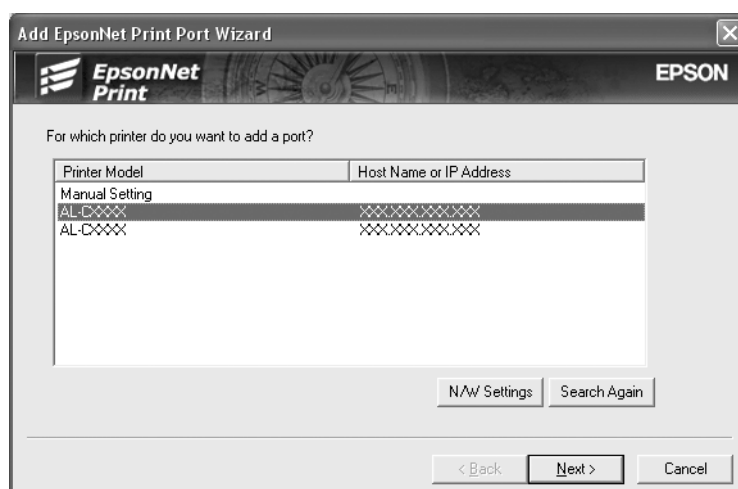 Add EpsonNet Print Port Wizard
EpsonNet
Print
EPSON
For which printer do you want to add a port?
Printer Model Host Name or IP Address
Manual Setting
AL-CXXXX XXX.XXX.XXX.XXX
AL-CXXXX XXX.XXX.XXX.XXX
N/W Settings Search Again
< Back Next > Cancel